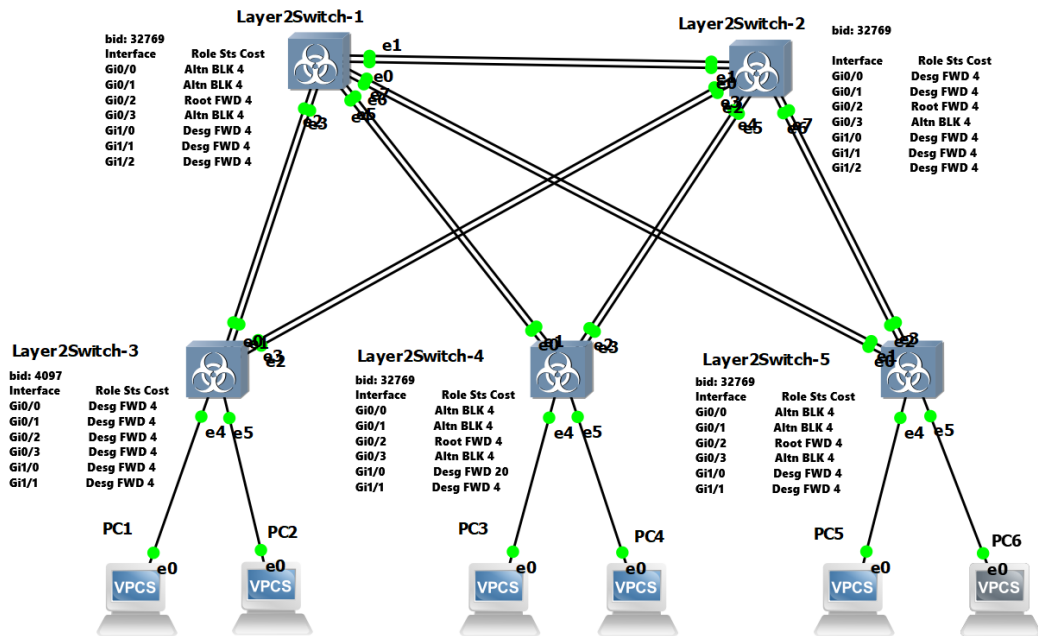 Layer2Switch-1
bid: 32769
Interface Role Sts Cost
Gi0/0 Altn BLK 4
Gi0/1 Altn BLK 4
Gi0/2 Root FWD 4
Gi0/3 Altn BLK 4
Gi1/0 Desg FWD 4
Gi1/1 Desg FWD 4
Gi1/2 Desg FWD 4
e1
e0
e7
e6
e5
e4
e2
e3
Layer2Switch-2
bid: 32769
Interface Role Sts Cost
Gi0/0 Desg FWD 4
Gi0/1 Desg FWD 4
Gi0/2 Root FWD 4
Gi0/3 Altn BLK 4
Gi1/0 Desg FWD 4
Gi1/1 Desg FWD 4
Gi1/2 Desg FWD 4
e1
e0
e3
e2
e4
e5
e7
e6
Layer2Switch-3
bid: 4097
Interface Role Sts Cost
Gi0/0 Desg FWD 4
Gi0/1 Desg FWD 4
Gi0/2 Desg FWD 4
Gi0/3 Desg FWD 4
Gi1/0 Desg FWD 4
Gi1/1 Desg FWD 4
e0
e1
e3
e2
e4
e5
Layer2Switch-4
bid: 32769
Interface Role Sts Cost
Gi0/0 Altn BLK 4
Gi0/1 Altn BLK 4
Gi0/2 Root FWD 4
Gi0/3 Altn BLK 4
Gi1/0 Desg FWD 20
Gi1/1 Desg FWD 4
e1
e0
e2
e3
e4
e5
Layer2Switch-5
bid: 32769
Interface Role Sts Cost
Gi0/0 Altn BLK 4
Gi0/1 Altn BLK 4
Gi0/2 Root FWD 4
Gi0/3 Altn BLK 4
Gi1/0 Desg FWD 4
Gi1/1 Desg FWD 4
e3
e2
e1
e0
e4
e5
PC1
e0
VPCS
PC2
e0
VPCS
PC3
e0
VPCS
PC4
e0
VPCS
PC5
e0
VPCS
PC6
e0
VPCS